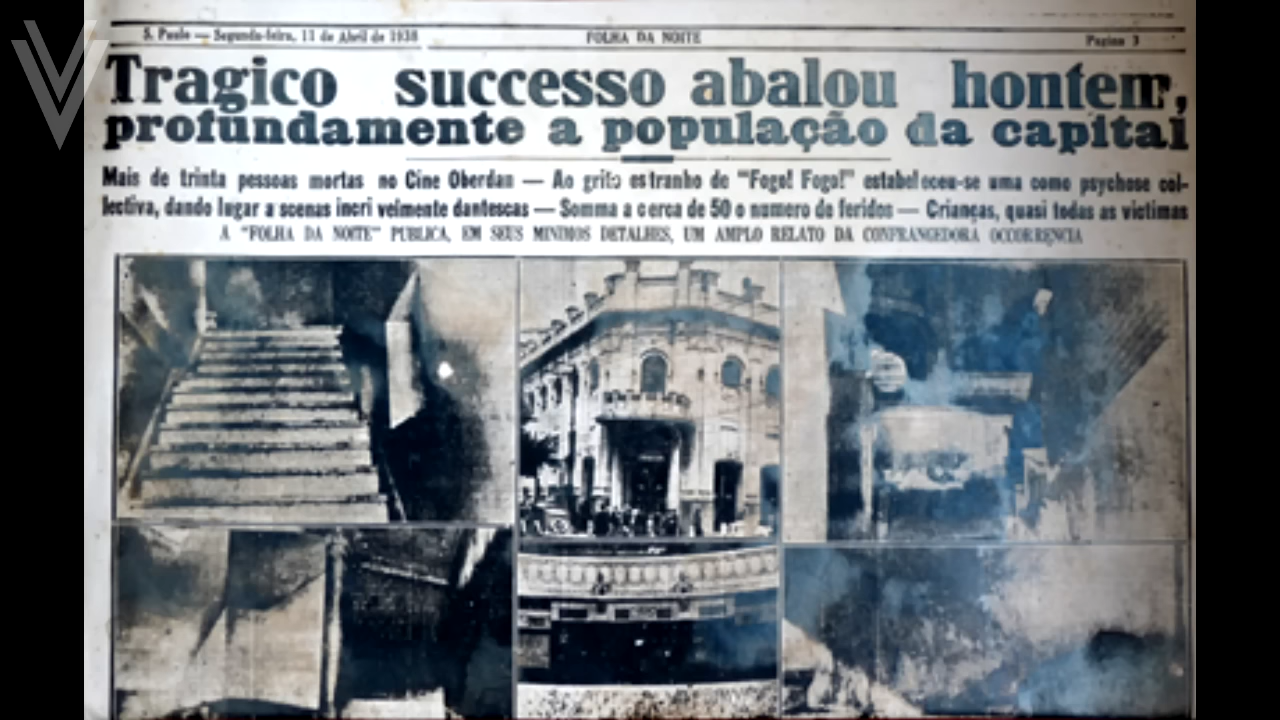 S. Paulo — Segunda-feira, 11 de Abril de 1938 FOLHA DA NOITE Pagina 3
Tragico successo abalou hontem,
profundamente a população da capital
Mais de trinta pessoas mortas no Cine Oberdan — Ao grito estranho de "Fogo! Fogo!" estabeleceu-se uma como psychose col-
lectiva, dando lugar a scenas incri velmente dantescas — Somma a cerca de 50 o numero de feridos — Crianças, quasi todas as victimas
A "FOLHA DA NOITE" PUBLICA, EM SEUS MINIMOS DETALHES, UM AMPLO RELATO DA CONFRANGEDORA OCCORRENCIA